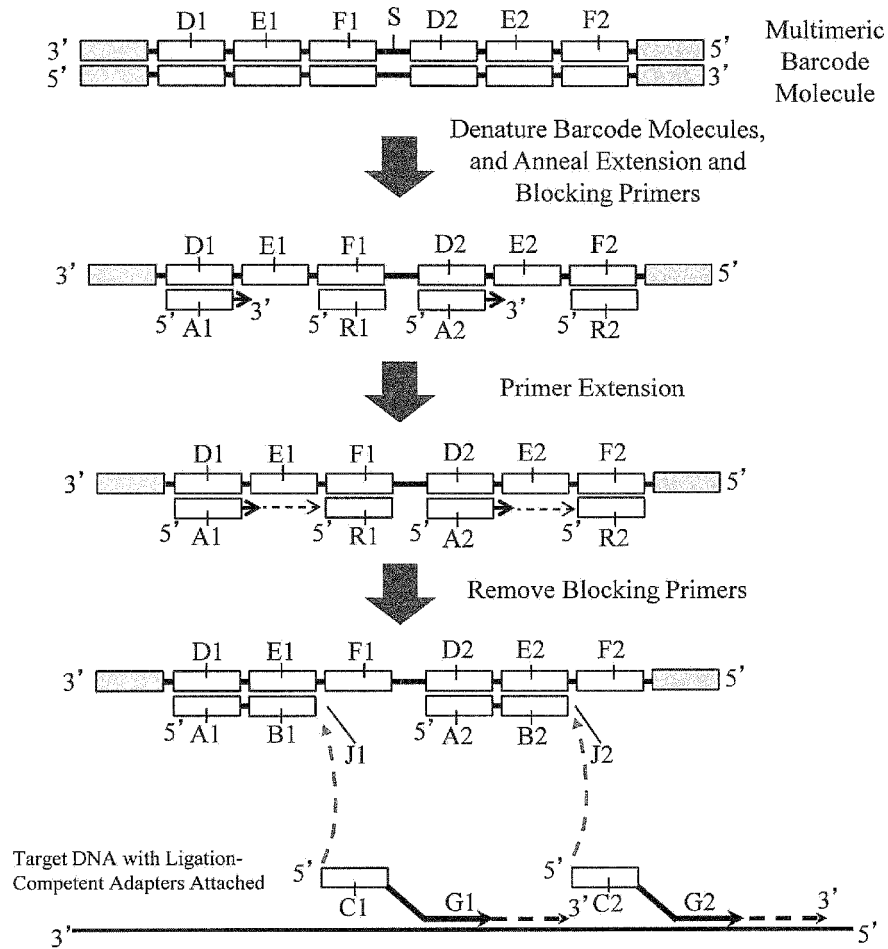 D1 E1 F1 S D2 E2 F2
3’ 5’
5’ 3’
Multimeric
Barcode
Molecule
Denature Barcode Molecules,
and Anneal Extension and
Blocking Primers
D1 E1 F1 D2 E2 F2
3’ 5’
5’ A1 3’ 5’ R1 5’ A2 3’ 5’ R2
Primer Extension
D1 E1 F1 D2 E2 F2
3’ 5’
5’ A1 5’ R1 5’ A2 5’ R2
Remove Blocking Primers
D1 E1 F1 D2 E2 F2
3’ 5’
5’ A1 B1 J1 A2 B2 J2
Target DNA with Ligation-
Competent Adapters Attached
5’ C1 G1 3’ 5’ C2 G2 3’
3’ 5’